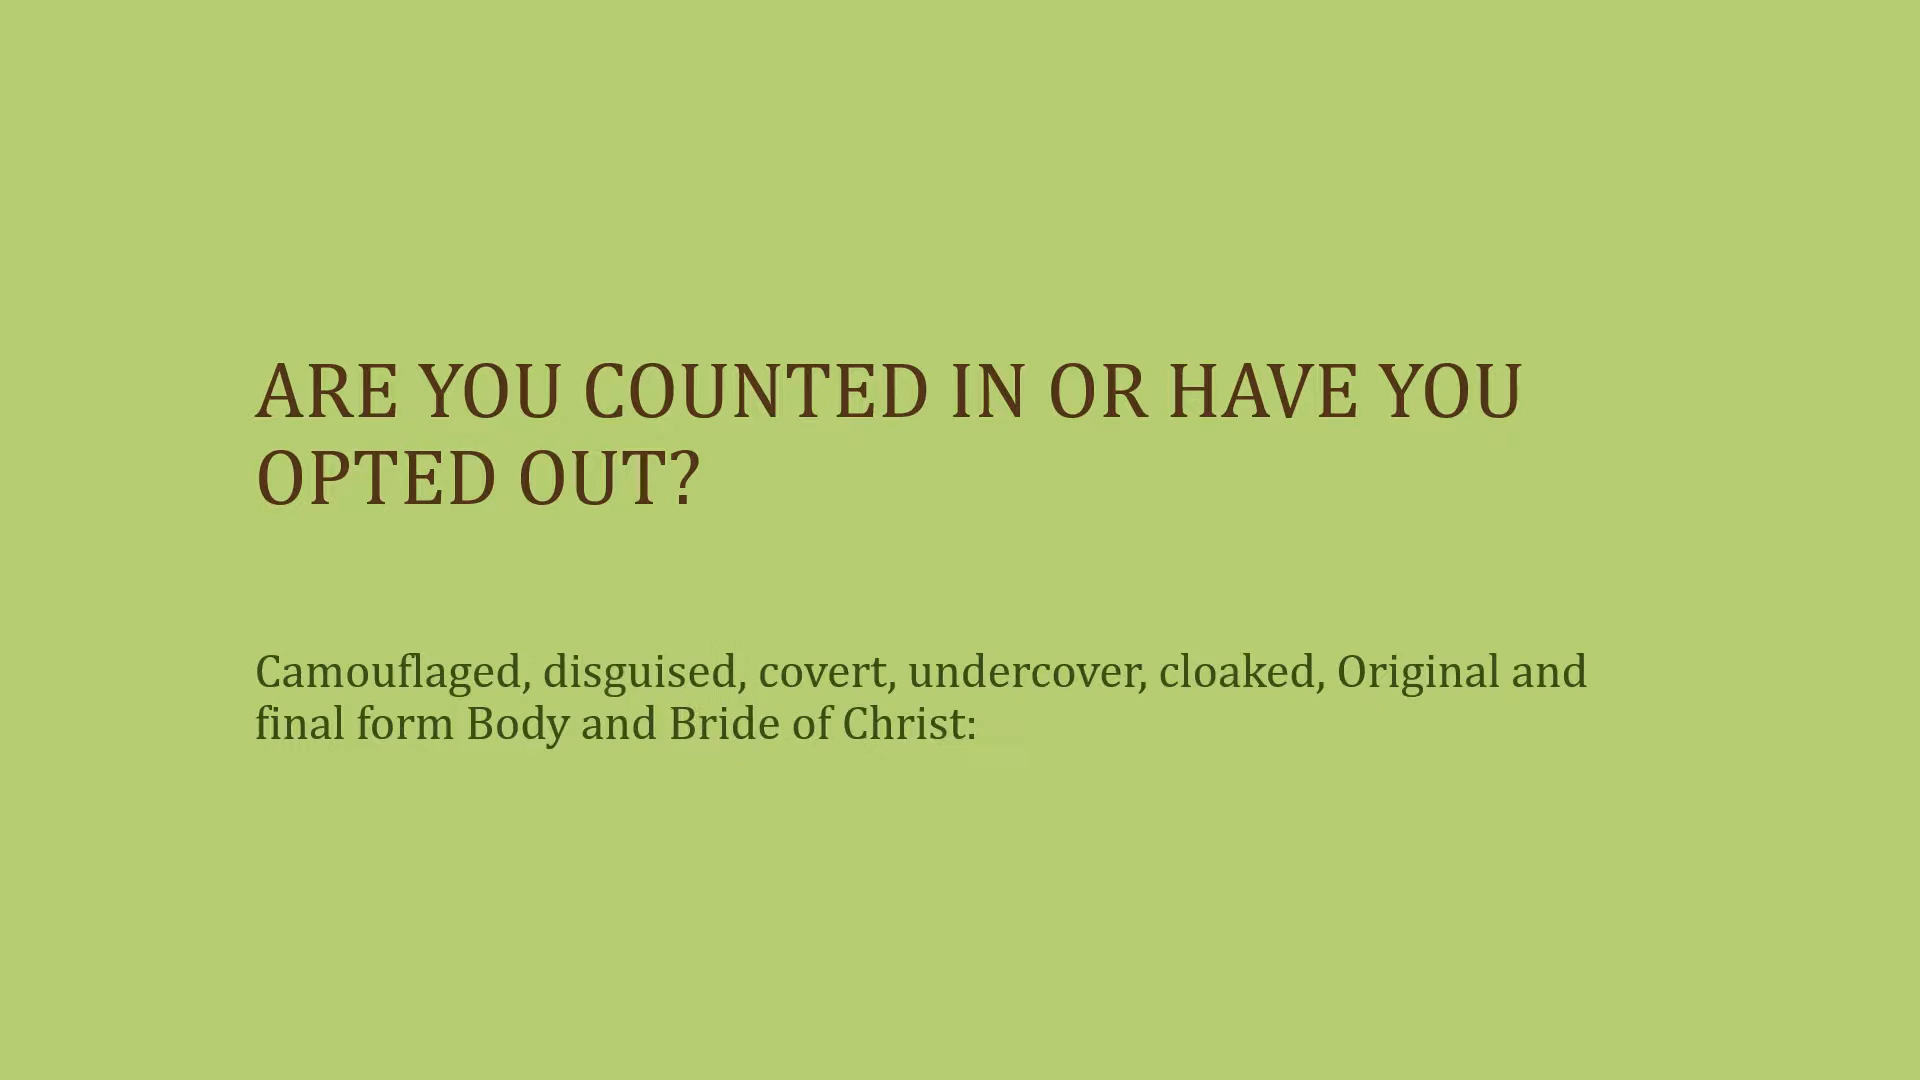 ARE YOU COUNTED IN OR HAVE YOU
OPTED OUT?
Camouflaged, disguised, covert, undercover, cloaked, Original and
final form Body and Bride of Christ: